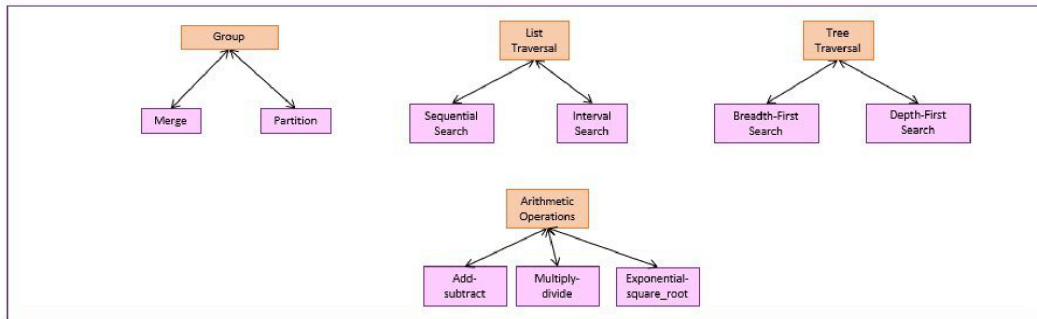 Group
List
Traversal
Tree
Traversal
Merge
Partition
Sequential
Search
Interval
Search
Breadth-First
Search
Depth-First
Search
Arithmetic
Operations
Add-
subtract
Multiply-
divide
Exponential-
square_root